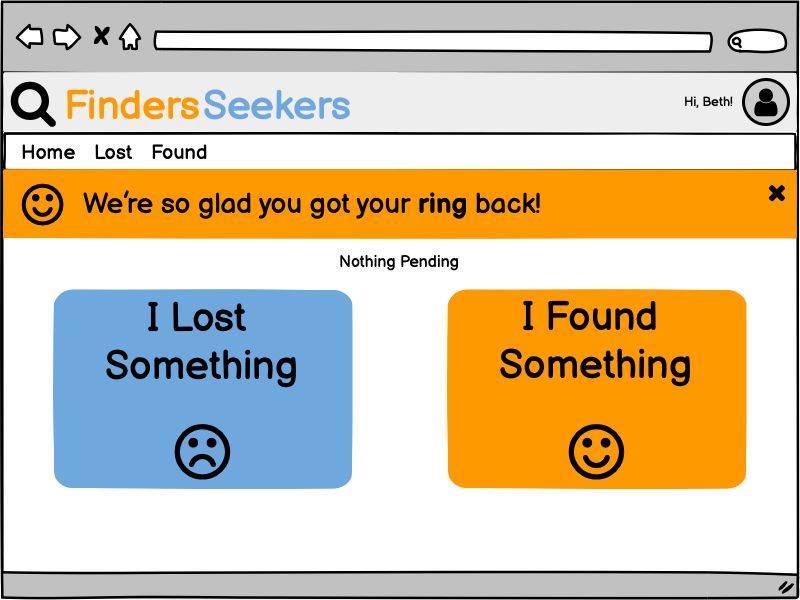 FindersSeekers
Hi, Beth!
Home Lost Found
We're so glad you got your ring back!
Nothing Pending
I Lost
Something
I Found
Something